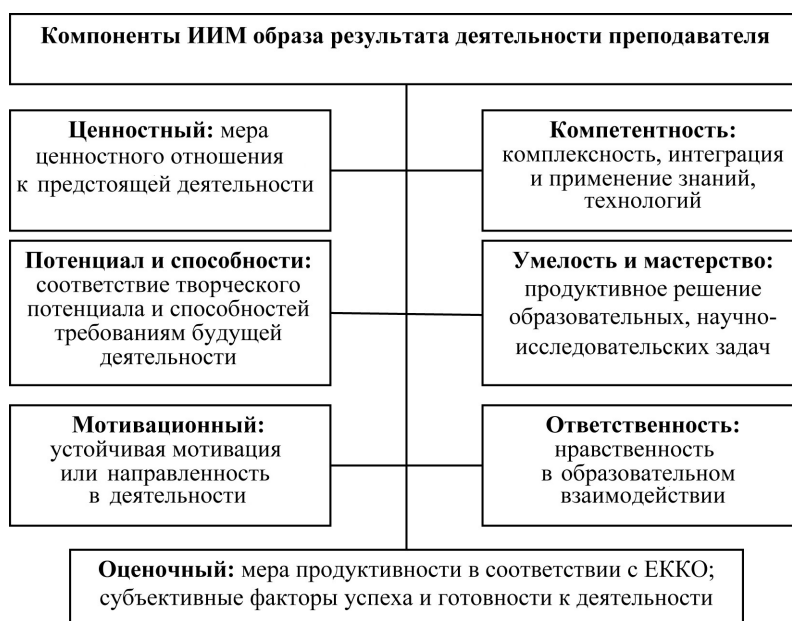 Компоненты ИИМ образа результата деятельности преподавателя
Ценностный: мера
ценностного отношения
к предстоящей деятельности
Компетентность:
комплексность, интеграция
и применение знаний,
технологий
Потенциал и способности:
соответствие творческого
потенциала и способностей
требованиям будущей
деятельности
Умелость и мастерство:
продуктивное решение
образовательных, научно-
исследовательских задач
Мотивационный:
устойчивая мотивация
или направленность
в деятельности
Ответственность:
нравственность
в образовательном
взаимодействии
Оценочный: мера продуктивности в соответствии с ЕККО;
субъективные факторы успеха и готовности к деятельности